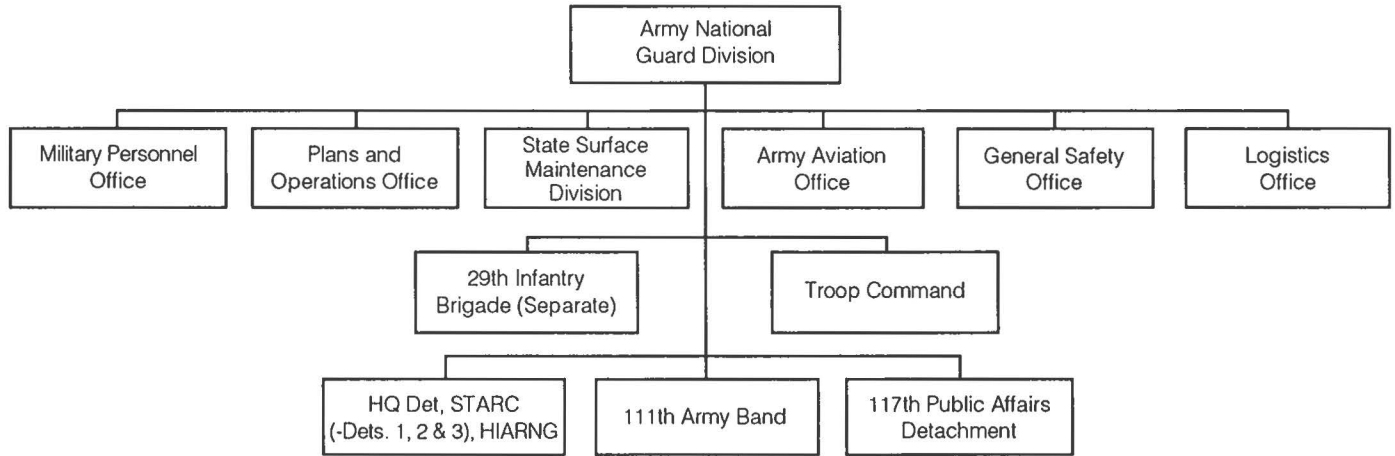 Army National
Guard Division
Military Personnel
Office
Plans and
Operations Office
State Surface
Maintenance
Division
Army Aviation
Office
General Safety
Office
Logistics
Office
29th Infantry
Brigade (Separate)
Troop Command
HQ Det, STARC
(-Dets. 1, 2 & 3), HIARNG
111th Army Band
117th Public Affairs
Detachment